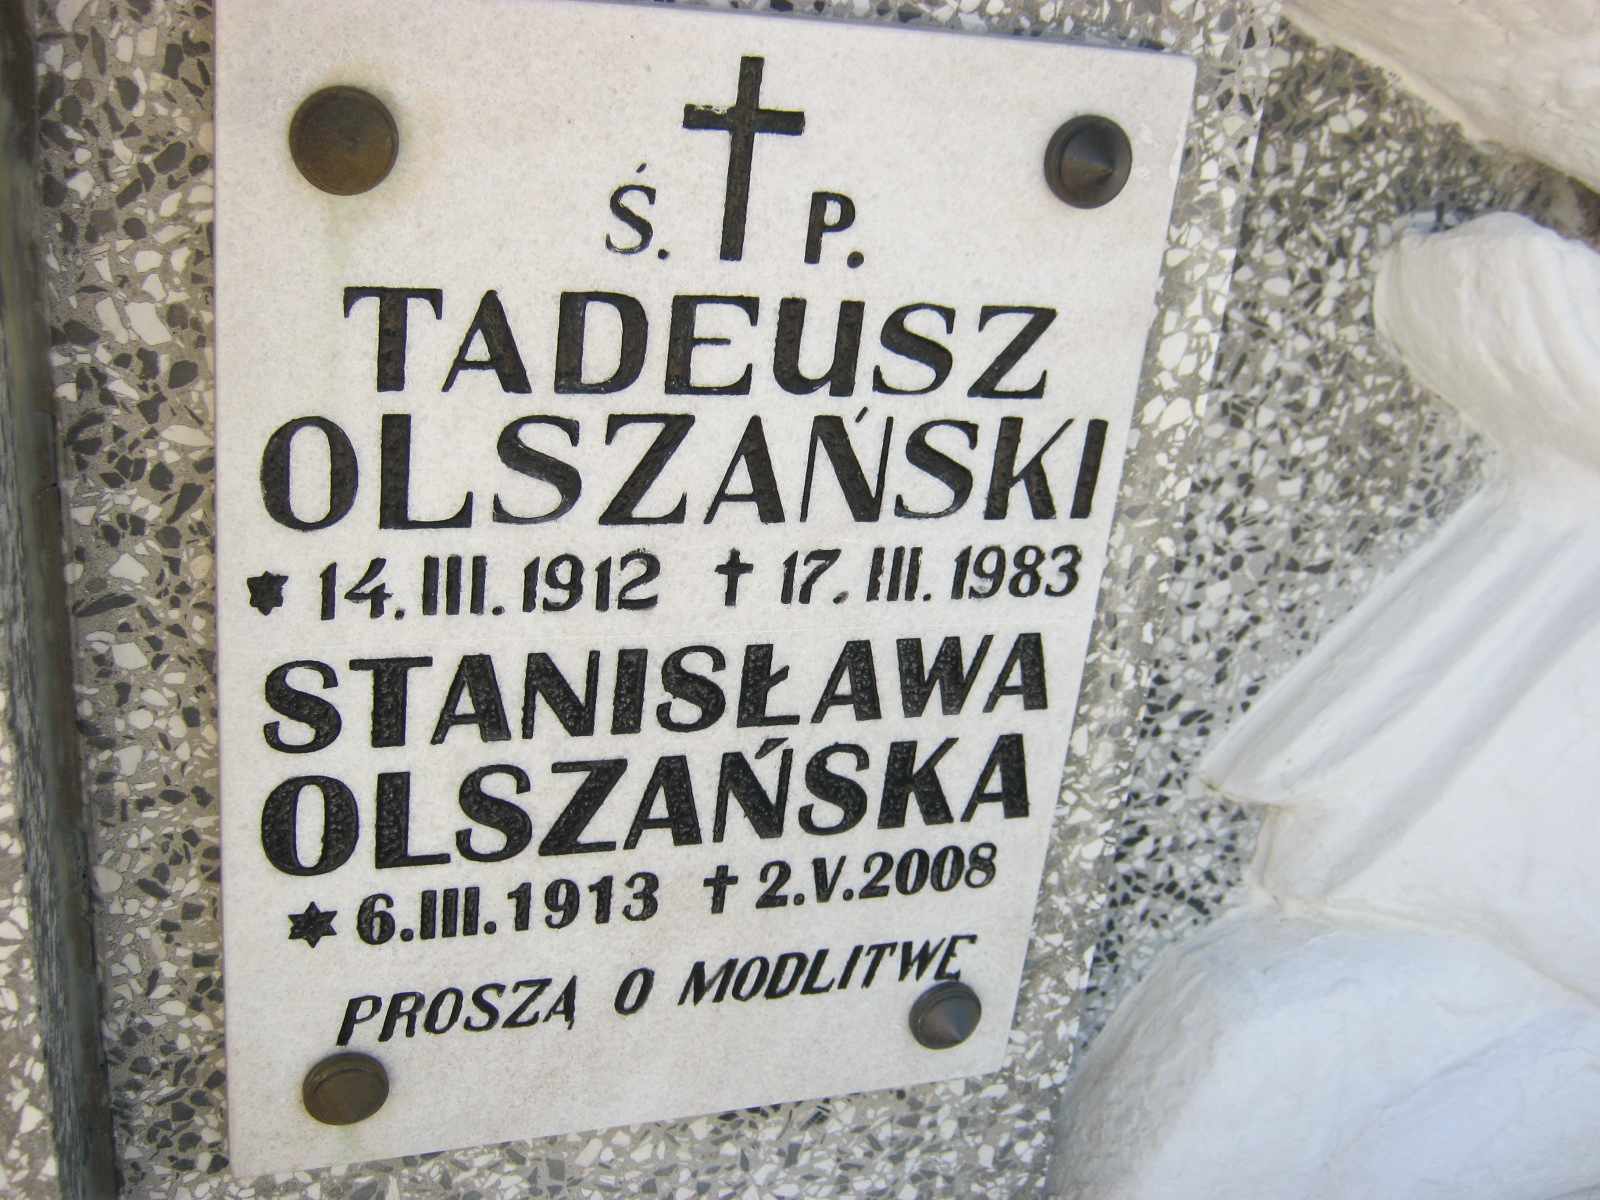 Ś. P.
TADEUSZ
OLSZAŃSKI
* 14. III. 1912 † 17. III. 1983
STANISŁAWA
OLSZAŃSKA
* 6.III.1913 † 2.V.2008
PROSZĄ O MODLITWĘ